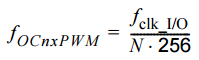 f_OCnxPWM = f_clk_I/O / (N · 256)